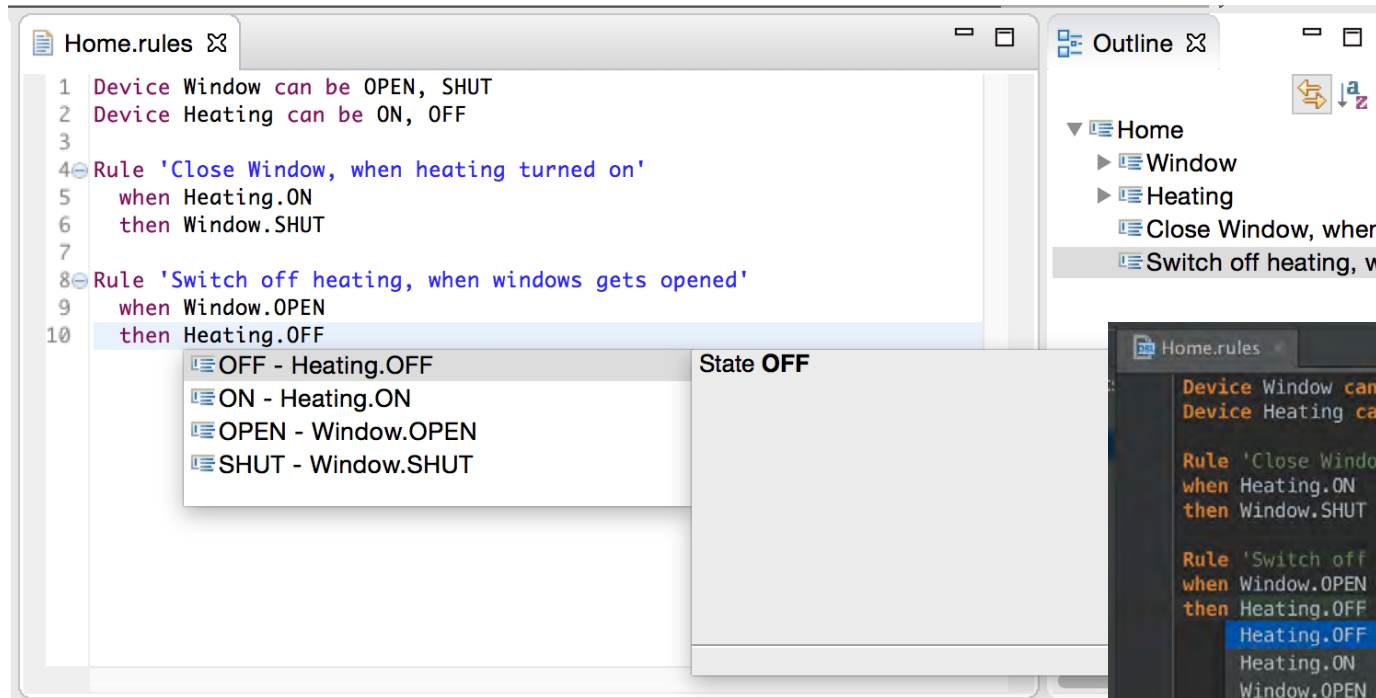 Home.rules
1 Device Window can be OPEN, SHUT
2 Device Heating can be ON, OFF
3
4 Rule 'Close Window, when heating turned on'
5 when Heating.ON
6 then Window.SHUT
7
8 Rule 'Switch off heating, when windows gets opened'
9 when Window.OPEN
10 then Heating.OFF
OFF - Heating.OFF
ON - Heating.ON
OPEN - Window.OPEN
SHUT - Window.SHUT
State OFF
Outline
a
z
Home
Window
Heating
Close Window, when
Switch off heating, w
Home.rules
Device Window can
Device Heating ca
Rule 'Close Windo
when Heating.ON
then Window.SHUT
Rule 'Switch off
when Window.OPEN
then Heating.OFF
Heating.OFF
Heating.ON
Window.OPEN